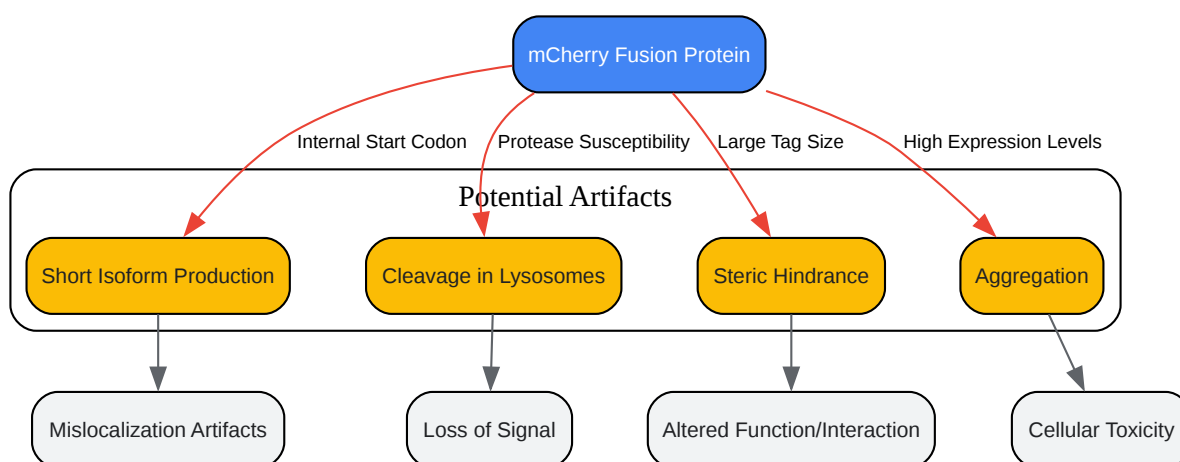 mCherry Fusion Protein
Internal Start Codon
Protease Susceptibility
Large Tag Size
High Expression Levels
Potential Artifacts
Short Isoform Production
Cleavage in Lysosomes
Steric Hindrance
Aggregation
Mislocalization Artifacts
Loss of Signal
Altered Function/Interaction
Cellular Toxicity